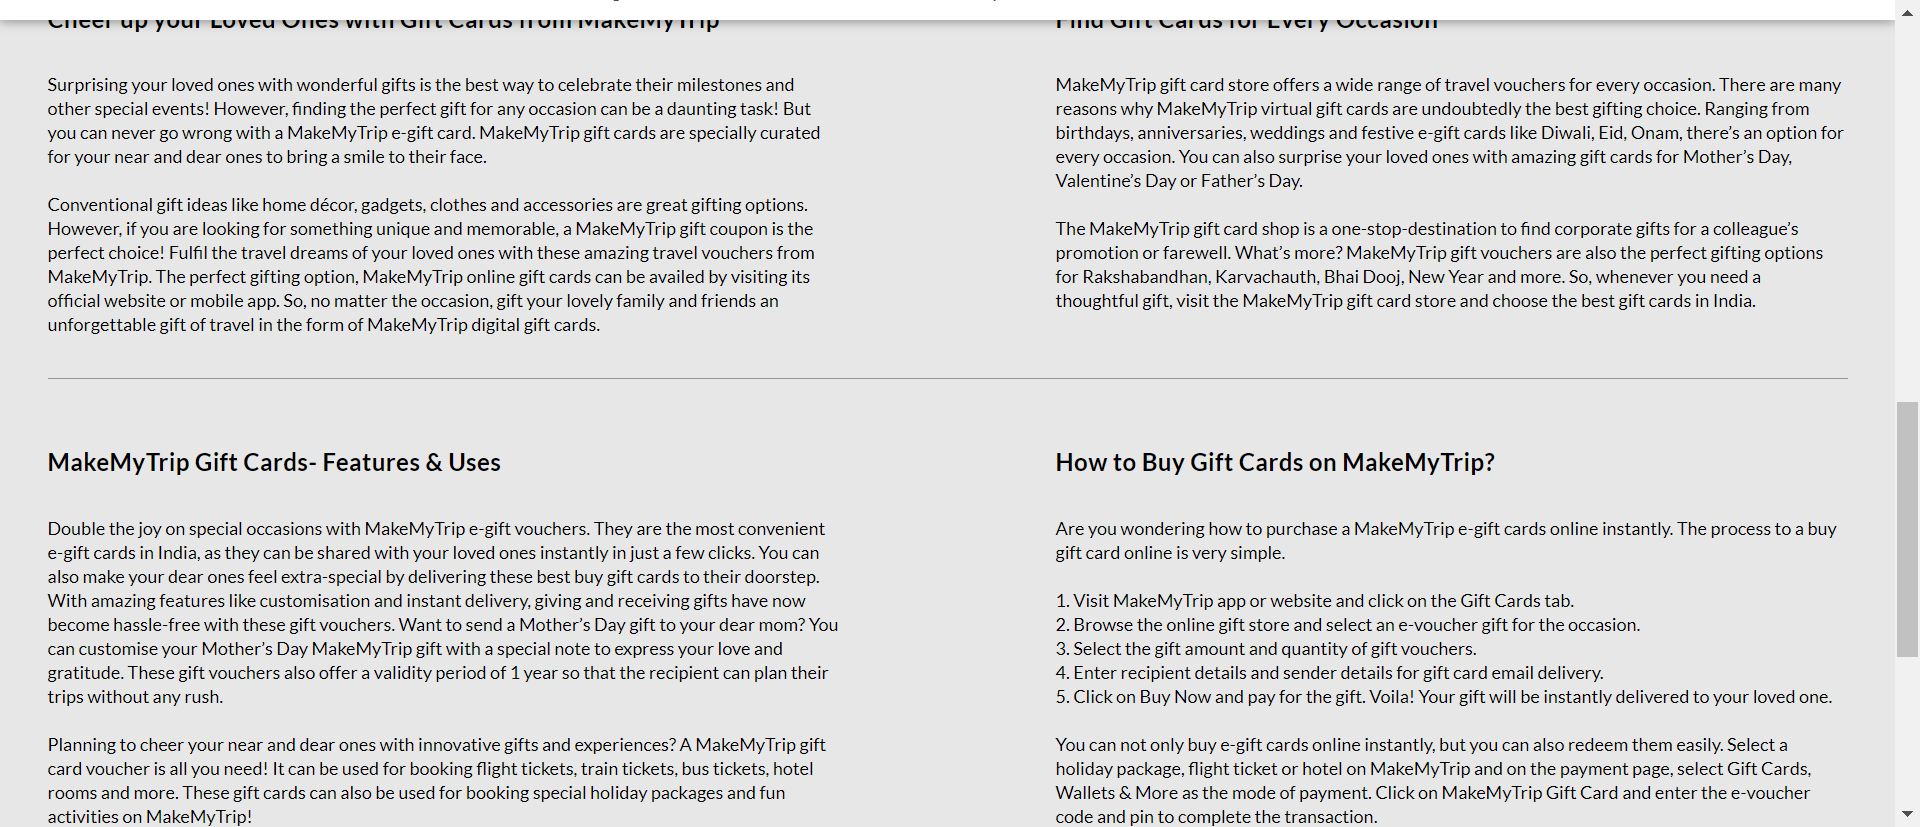 Cheer up your Loved Ones with Gift Cards from MakeMyTrip
Surprising your loved ones with wonderful gifts is the best way to celebrate their milestones and
other special events! However, finding the perfect gift for any occasion can be a daunting task! But
you can never go wrong with a MakeMyTrip e-gift card. MakeMyTrip gift cards are specially curated
for your near and dear ones to bring a smile to their face.
Conventional gift ideas like home décor, gadgets, clothes and accessories are great gifting options.
However, if you are looking for something unique and memorable, a MakeMyTrip gift coupon is the
perfect choice! Fulfil the travel dreams of your loved ones with these amazing travel vouchers from
MakeMyTrip. The perfect gifting option, MakeMyTrip online gift cards can be availed by visiting its
official website or mobile app. So, no matter the occasion, gift your lovely family and friends an
unforgettable gift of travel in the form of MakeMyTrip digital gift cards.
Find Gift Cards for Every Occasion
MakeMyTrip gift card store offers a wide range of travel vouchers for every occasion. There are many
reasons why MakeMyTrip virtual gift cards are undoubtedly the best gifting choice. Ranging from
birthdays, anniversaries, weddings and festive e-gift cards like Diwali, Eid, Onam, there’s an option for
every occasion. You can also surprise your loved ones with amazing gift cards for Mother’s Day,
Valentine’s Day or Father’s Day.
The MakeMyTrip gift card shop is a one-stop-destination to find corporate gifts for a colleague’s
promotion or farewell. What’s more? MakeMyTrip gift vouchers are also the perfect gifting options
for Rakshabandhan, Karvachauth, Bhai Dooj, New Year and more. So, whenever you need a
thoughtful gift, visit the MakeMyTrip gift card store and choose the best gift cards in India.
MakeMyTrip Gift Cards- Features & Uses
Double the joy on special occasions with MakeMyTrip e-gift vouchers. They are the most convenient
e-gift cards in India, as they can be shared with your loved ones instantly in just a few clicks. You can
also make your dear ones feel extra-special by delivering these best buy gift cards to their doorstep.
With amazing features like customisation and instant delivery, giving and receiving gifts have now
become hassle-free with these gift vouchers. Want to send a Mother’s Day gift to your dear mom? You
can customise your Mother’s Day MakeMyTrip gift with a special note to express your love and
gratitude. These gift vouchers also offer a validity period of 1 year so that the recipient can plan their
trips without any rush.
Planning to cheer your near and dear ones with innovative gifts and experiences? A MakeMyTrip gift
card voucher is all you need! It can be used for booking flight tickets, train tickets, bus tickets, hotel
rooms and more. These gift cards can also be used for booking special holiday packages and fun
activities on MakeMyTrip!
How to Buy Gift Cards on MakeMyTrip?
Are you wondering how to purchase a MakeMyTrip e-gift cards online instantly. The process to a buy
gift card online is very simple.
1. Visit MakeMyTrip app or website and click on the Gift Cards tab.
2. Browse the online gift store and select an e-voucher gift for the occasion.
3. Select the gift amount and quantity of gift vouchers.
4. Enter recipient details and sender details for gift card email delivery.
5. Click on Buy Now and pay for the gift. Voila! Your gift will be instantly delivered to your loved one.
You can not only buy e-gift cards online instantly, but you can also redeem them easily. Select a
holiday package, flight ticket or hotel on MakeMyTrip and on the payment page, select Gift Cards,
Wallets & More as the mode of payment. Click on MakeMyTrip Gift Card and enter the e-voucher
code and pin to complete the transaction.